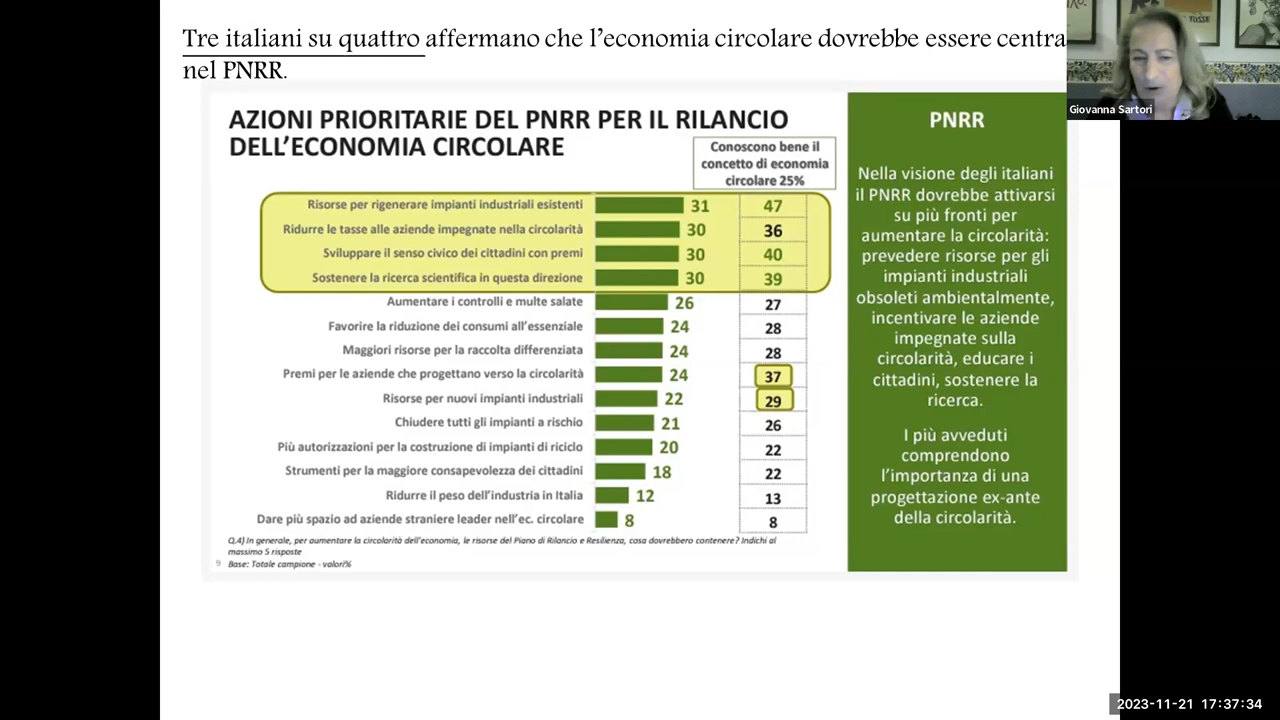 Tre italiani su quattro affermano che l'economia circolare dovrebbe essere centra
nel PNRR.
AZIONI PRIORITARIE DEL PNRR PER IL RILANCIO
DELL'ECONOMIA CIRCOLARE
Conoscono bene il
concetto di economia
circolare 25%
Risorse per rigenerare impianti industriali esistenti 31 47
Ridurre le tasse alle aziende impegnate nella circolarità 30 36
Sviluppare il senso civico dei cittadini con premi 30 40
Sostenere la ricerca scientifica in questa direzione 30 39
Aumentare i controlli e multe salate 26 27
Favorire la riduzione dei consumi all'essenziale 24 28
Maggiori risorse per la raccolta differenziata 24 28
Premi per le aziende che progettano verso la circolarità 24 37
Risorse per nuovi impianti industriali 22 29
Chiudere tutti gli impianti a rischio 21 26
Più autorizzazioni per la costruzione di impianti di riciclo 20 22
Strumenti per la maggiore consapevolezza dei cittadini 18 22
Ridurre il peso dell'industria in Italia 12 13
Dare più spazio ad aziende straniere leader nell'ec. circolare 8 8
Q.4) In generale, per aumentare la circolarità dell'economia, le risorse del Piano di Rilancio e Resilienza, cosa dovrebbero contenere? Indichi al
massimo 5 risposte
9 Base: Totale campione - valori%
PNRR
Nella visione degli italiani
il PNRR dovrebbe attivarsi
su più fronti per
aumentare la circolarità:
prevedere risorse per gli
impianti industriali
obsoleti ambientalmente,
incentivare le aziende
impegnate sulla
circolarità, educare i
cittadini, sostenere la
ricerca.
I più avveduti
comprendono
l'importanza di una
progettazione ex-ante
della circolarità.
TOSSE
Giovanna Sartori
2023-11-21 17:37:34